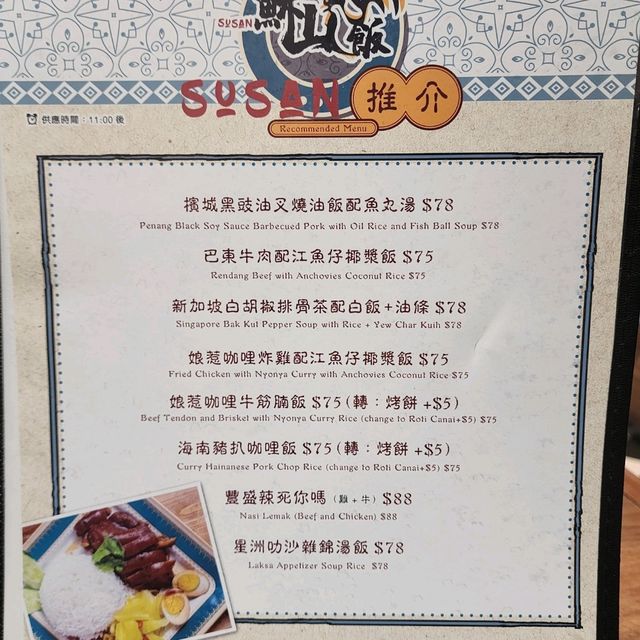 SUSAN
飯
SUSAN 推介
Recommended Menu
供應時間：11:00 後
檳城黑豉油叉燒油飯配魚丸湯 $78
Penang Black Soy Sauce Barbecued Pork with Oil Rice and Fish Ball Soup $78
巴東牛肉配江魚仔椰漿飯 $75
Rendang Beef with Anchovies Coconut Rice $75
新加坡白胡椒排骨茶配白飯+油條 $78
Singapore Bak Kut Pepper Soup with Rice + Yew Char Kuih $78
娘惹咖哩炸雞配江魚仔椰漿飯 $75
Fried Chicken with Nyonya Curry with Anchovies Coconut Rice $75
娘惹咖哩牛筋腩飯 $75(轉：烤餅 +$5)
Beef Tendon and Brisket with Nyonya Curry Rice (change to Roti Canai+$5) $75
海南豬扒咖哩飯 $75(轉：烤餅 +$5)
Curry Hainanese Pork Chop Rice (change to Roti Canai+$5) $75
豐盛辣死你嗎 (雞+牛) $88
Nasi Lemak (Beef and Chicken) $88
星洲叻沙雜錦湯飯 $78
Laksa Appetizer Soup Rice $78